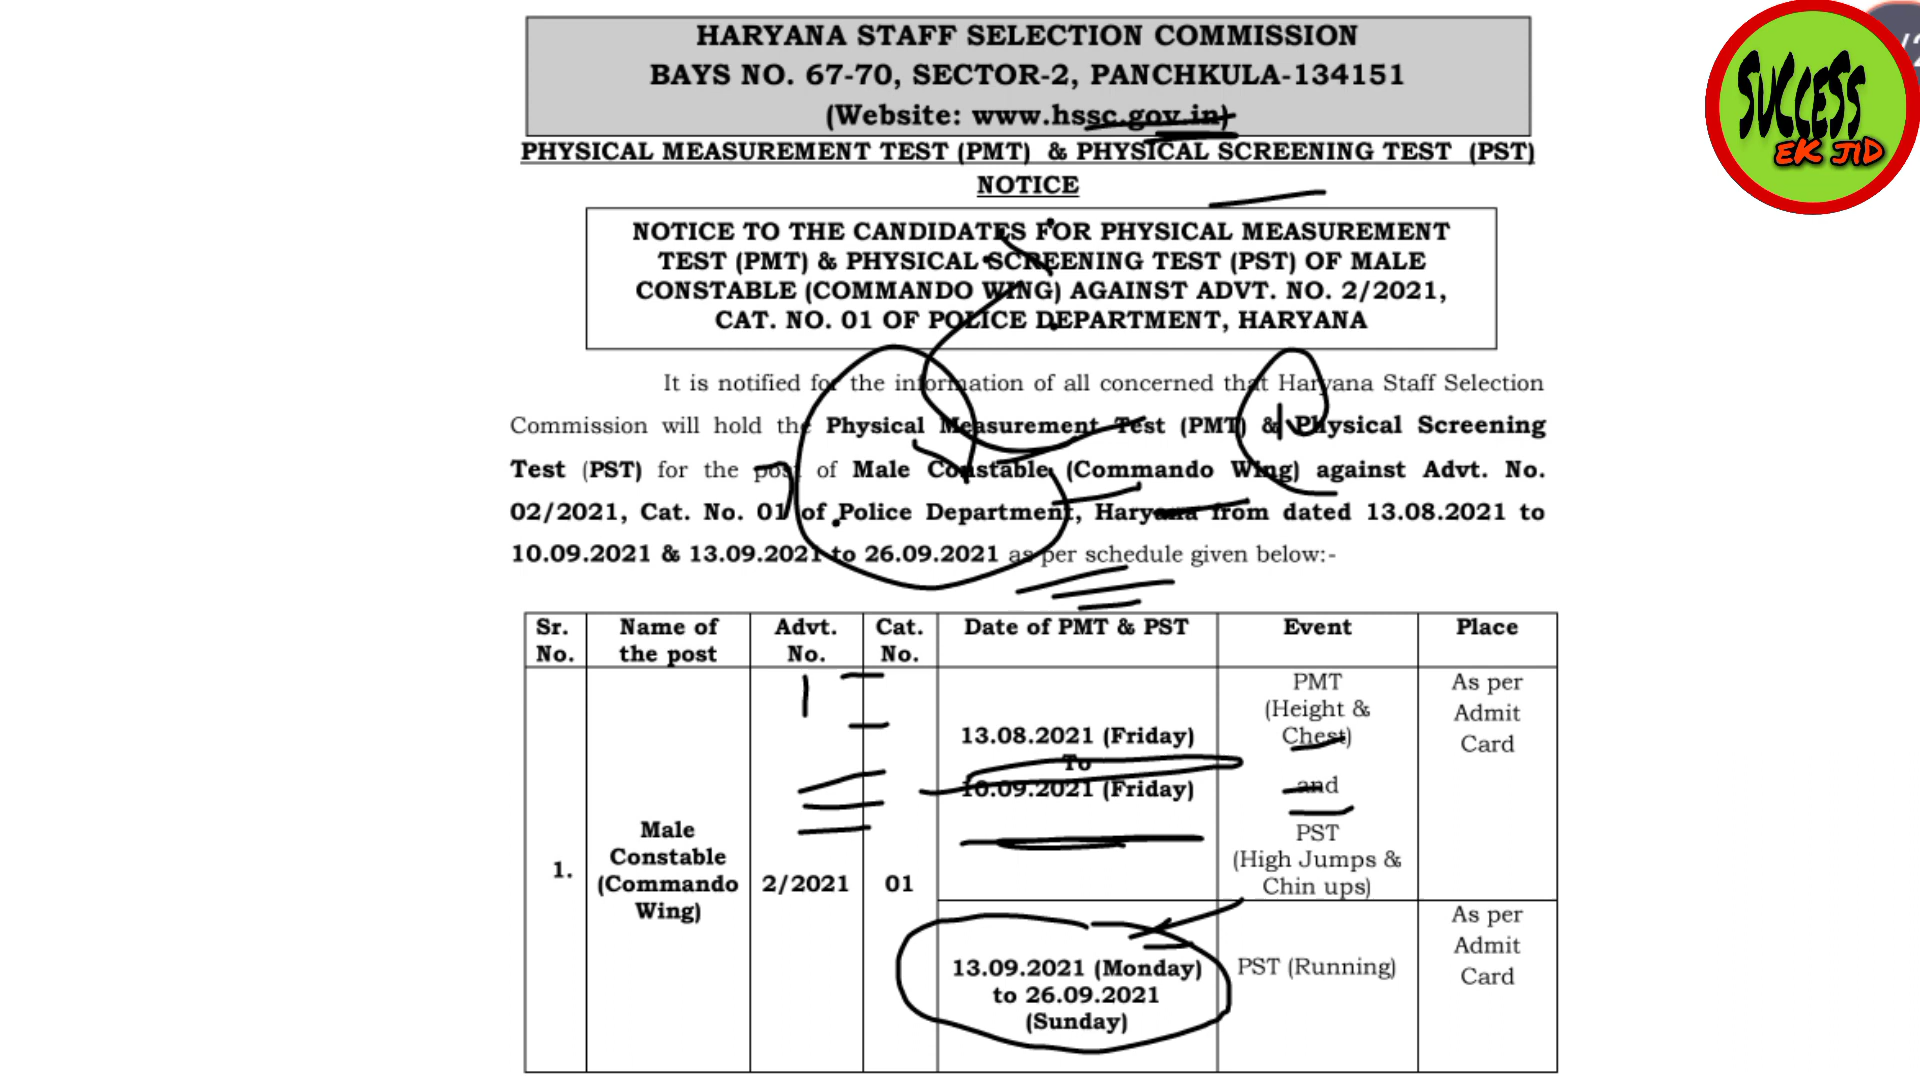 HARYANA STAFF SELECTION COMMISSION
BAYS NO. 67-70, SECTOR-2, PANCHKULA-134151
(Website: www.hssc.gov.in)
PHYSICAL MEASUREMENT TEST (PMT) & PHYSICAL SCREENING TEST (PST)
NOTICE
NOTICE TO THE CANDIDATES FOR PHYSICAL MEASUREMENT
TEST (PMT) & PHYSICAL SCREENING TEST (PST) OF MALE
CONSTABLE (COMMANDO WING) AGAINST ADVT. NO. 2/2021,
CAT. NO. 01 OF POLICE DEPARTMENT, HARYANA
It is notified for the information of all concerned that Haryana Staff Selection
Commission will hold the Physical Measurement Test (PMT) & Physical Screening
Test (PST) for the post of Male Constable (Commando Wing) against Advt. No.
02/2021, Cat. No. 01 of Police Department, Haryana from dated 13.08.2021 to
10.09.2021 & 13.09.2021 to 26.09.2021 as per schedule given below:-
Sr. No.
Name of the post
Advt. No.
Cat. No.
Date of PMT & PST
Event
Place
1.
Male
Constable
(Commando
Wing)
2/2021
01
13.08.2021 (Friday)
To
10.09.2021 (Friday)
PMT
(Height &
Chest)
and
PST
(High Jumps &
Chin ups)
As per
Admit
Card
13.09.2021 (Monday)
to 26.09.2021
(Sunday)
PST (Running)
As per
Admit
Card
SUCCESS
EK JID